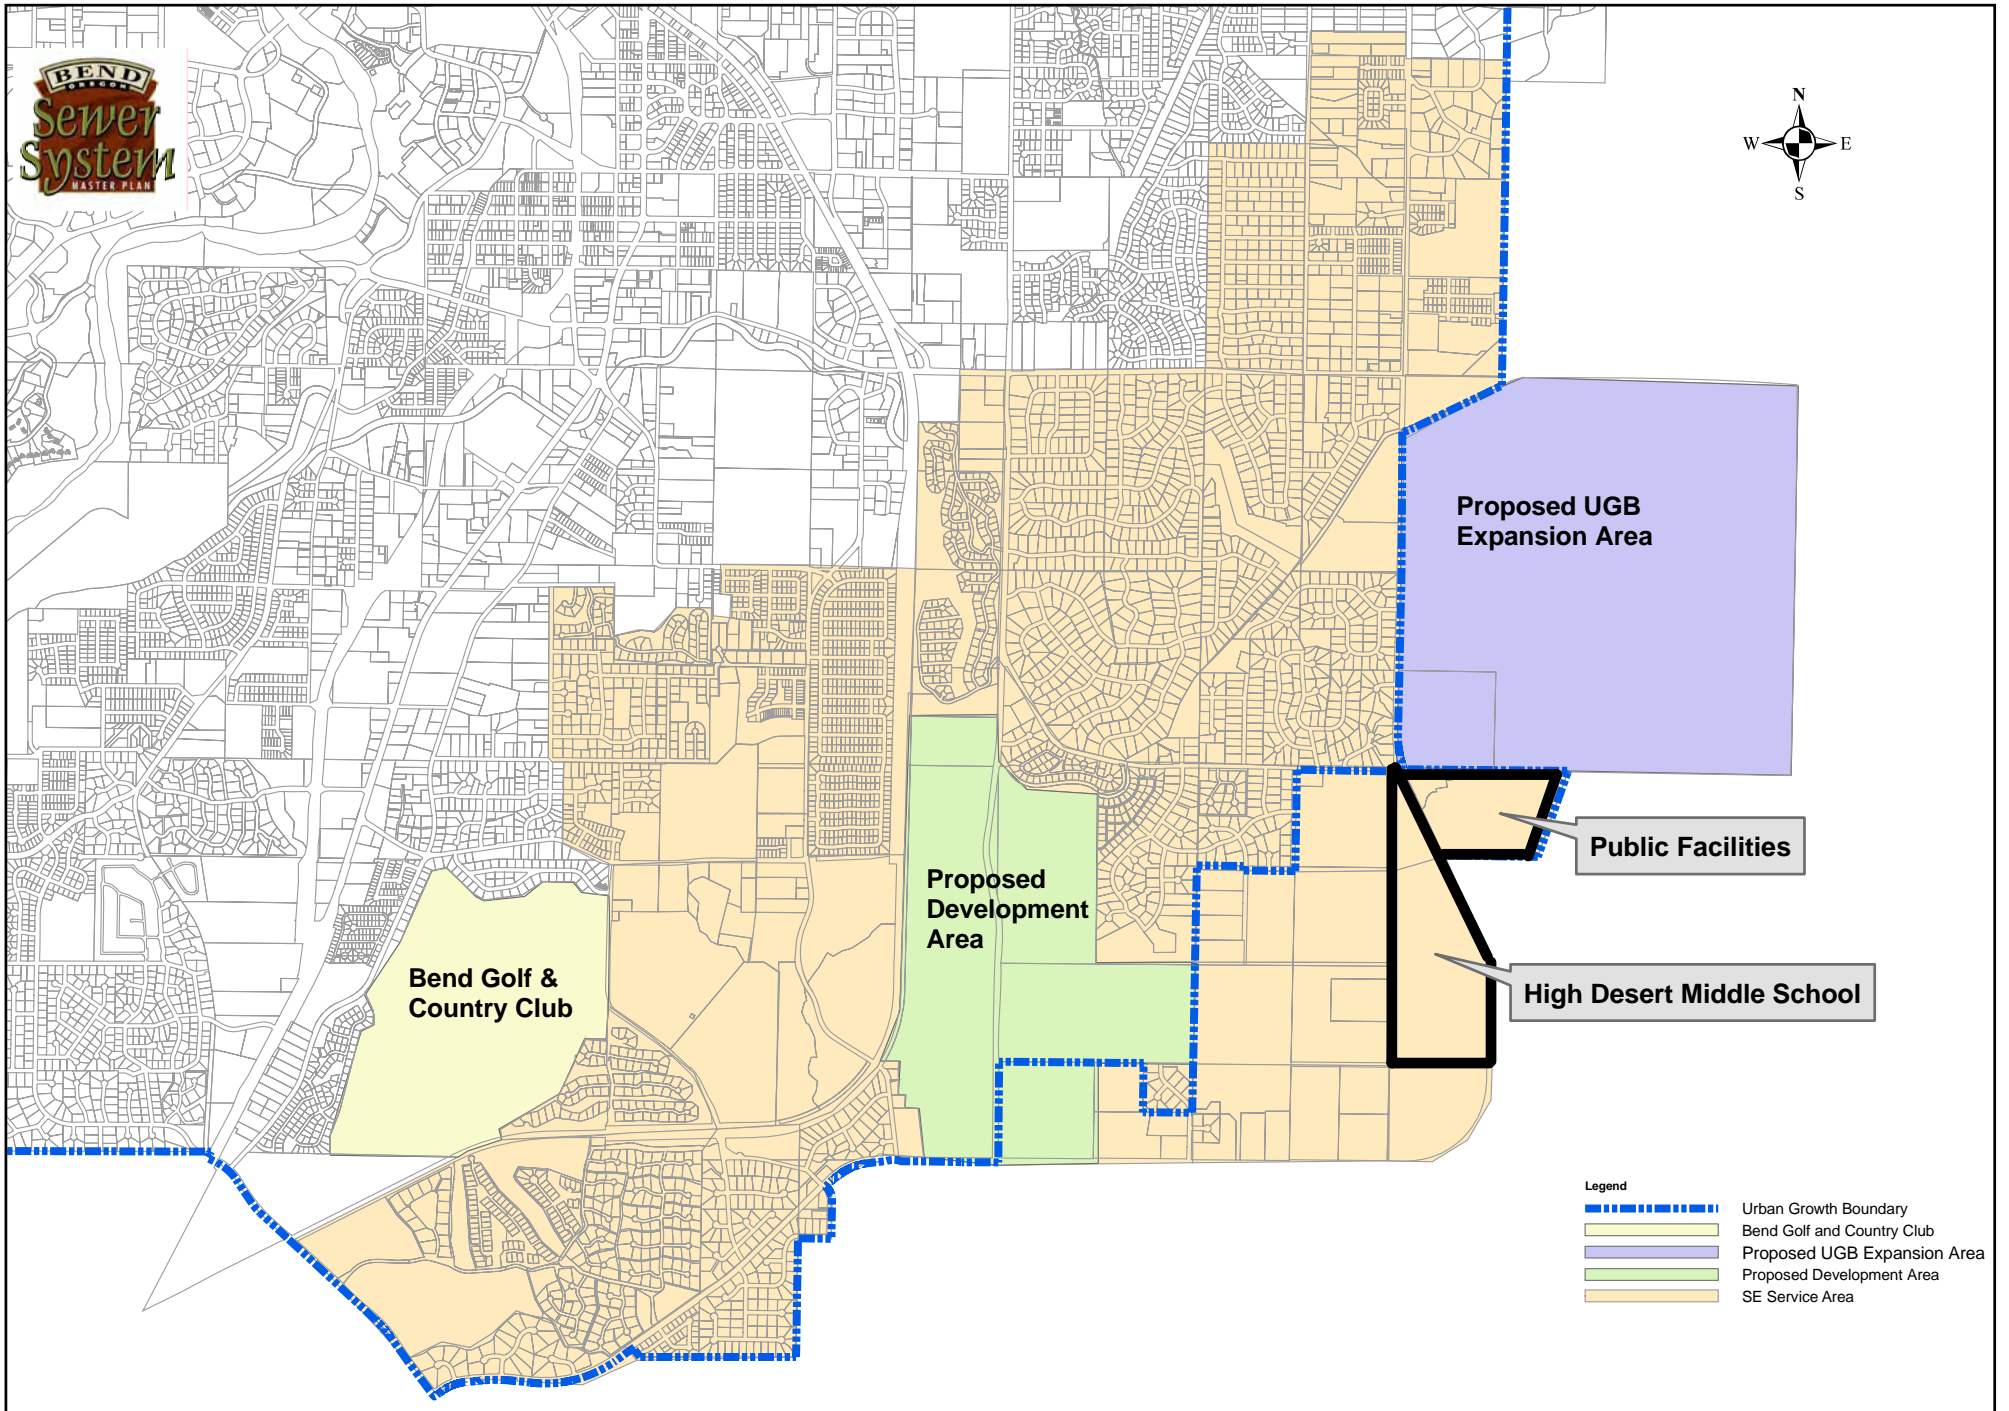 BEND
OREGON
Sewer
System
MASTER PLAN
N
W
E
S
Proposed UGB
Expansion Area
Public Facilities
Proposed
Development
Area
Bend Golf &
Country Club
High Desert Middle School
Legend
Urban Growth Boundary
Bend Golf and Country Club
Proposed UGB Expansion Area
Proposed Development Area
SE Service Area